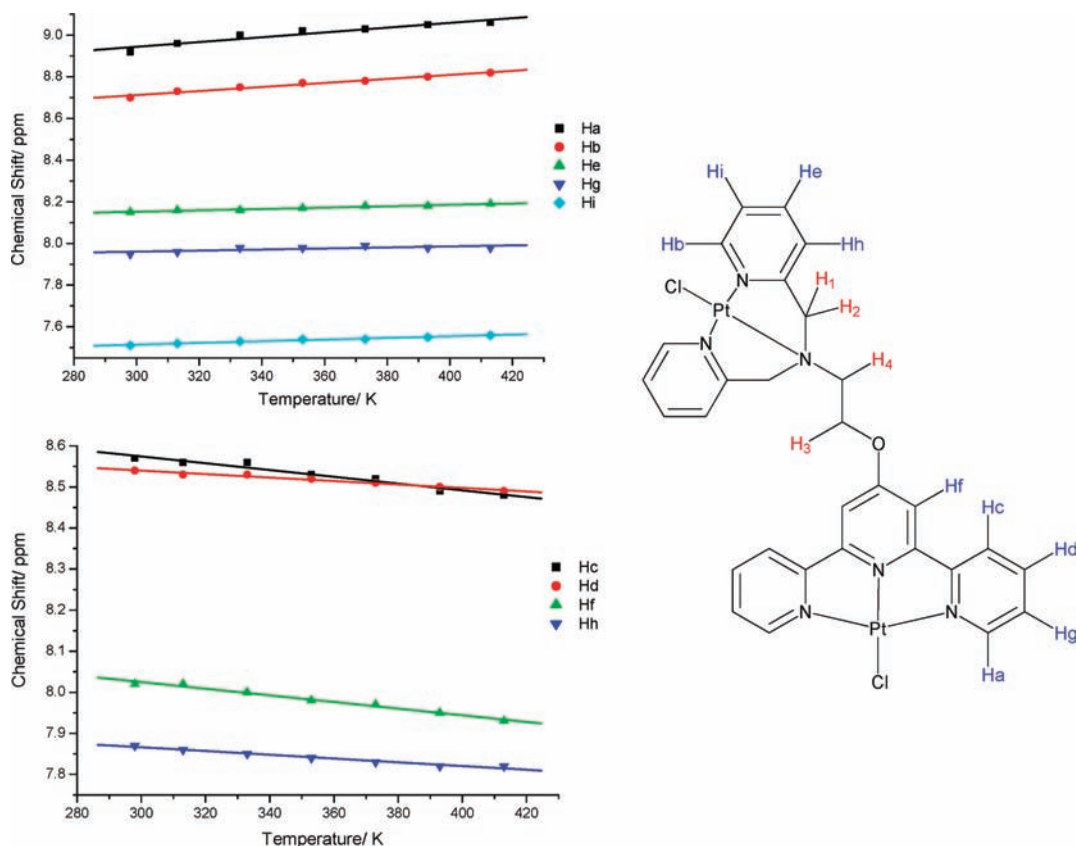 9.0
8.8
8.6
8.4
8.2
8.0
7.8
7.6
Chemical Shift/ ppm
280 300 320 340 360 380 400 420
Temperature/ K
Ha
Hb
He
Hg
Hi
8.6
8.5
8.4
8.3
8.2
8.1
8.0
7.9
7.8
Chemical Shift/ ppm
280 300 320 340 360 380 400 420
Temperature/ K
Hc
Hd
Hf
Hh
Hi He
Hb Hh
N H1
Cl
Pt H2
N N
H4
H3 O
Hf Hc
Hd
N
N N
Pt Hg
Cl Ha